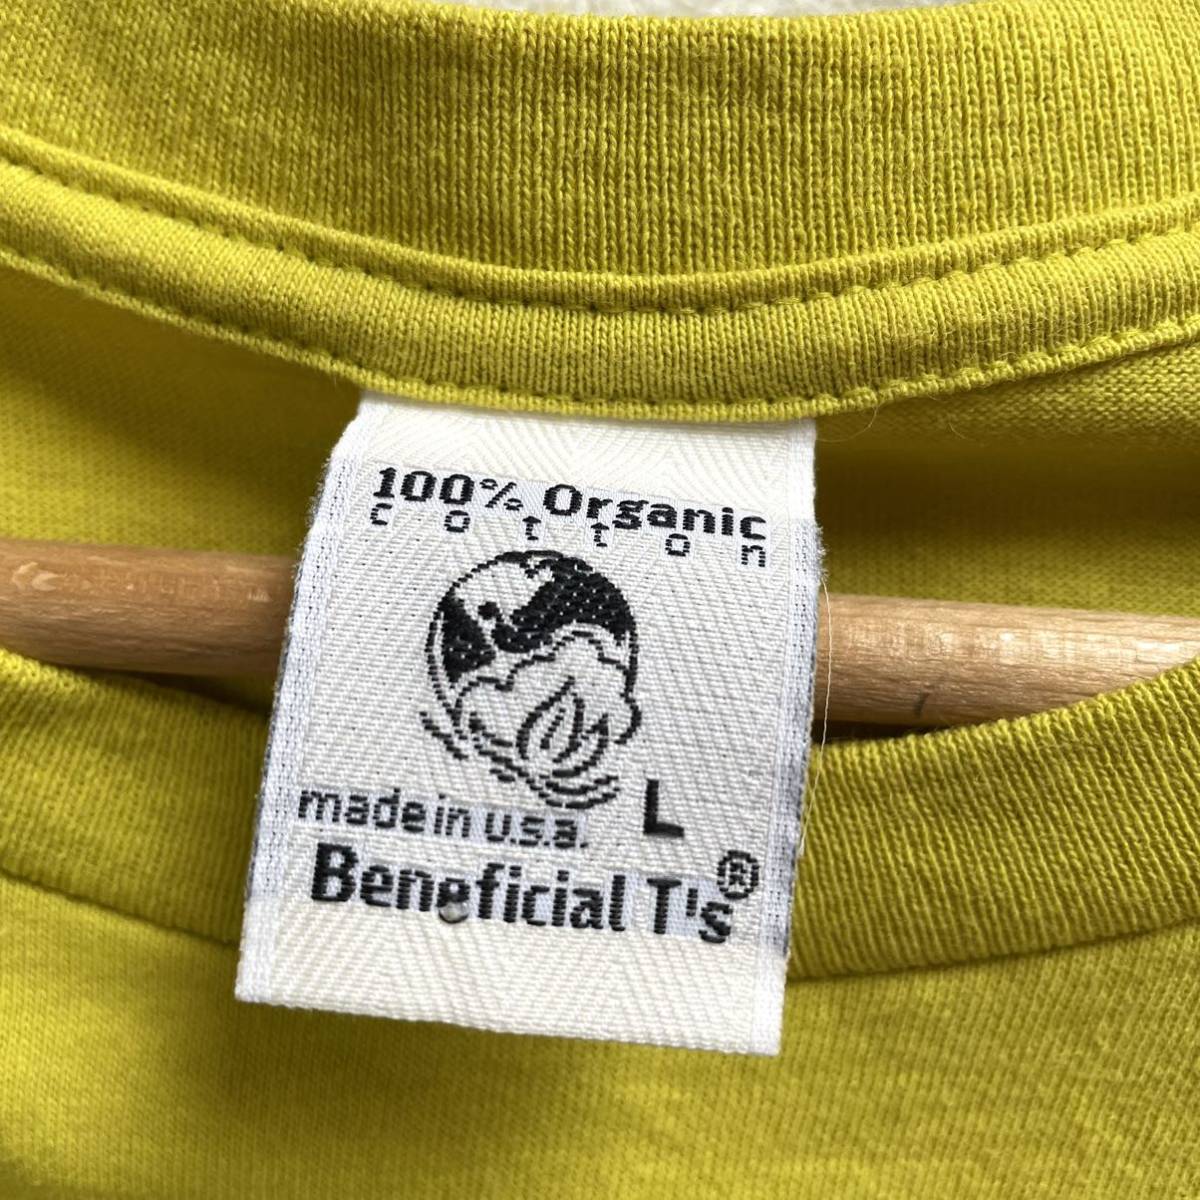 100% Organic
cotton
made in u.s.a. L
Beneficial T's®